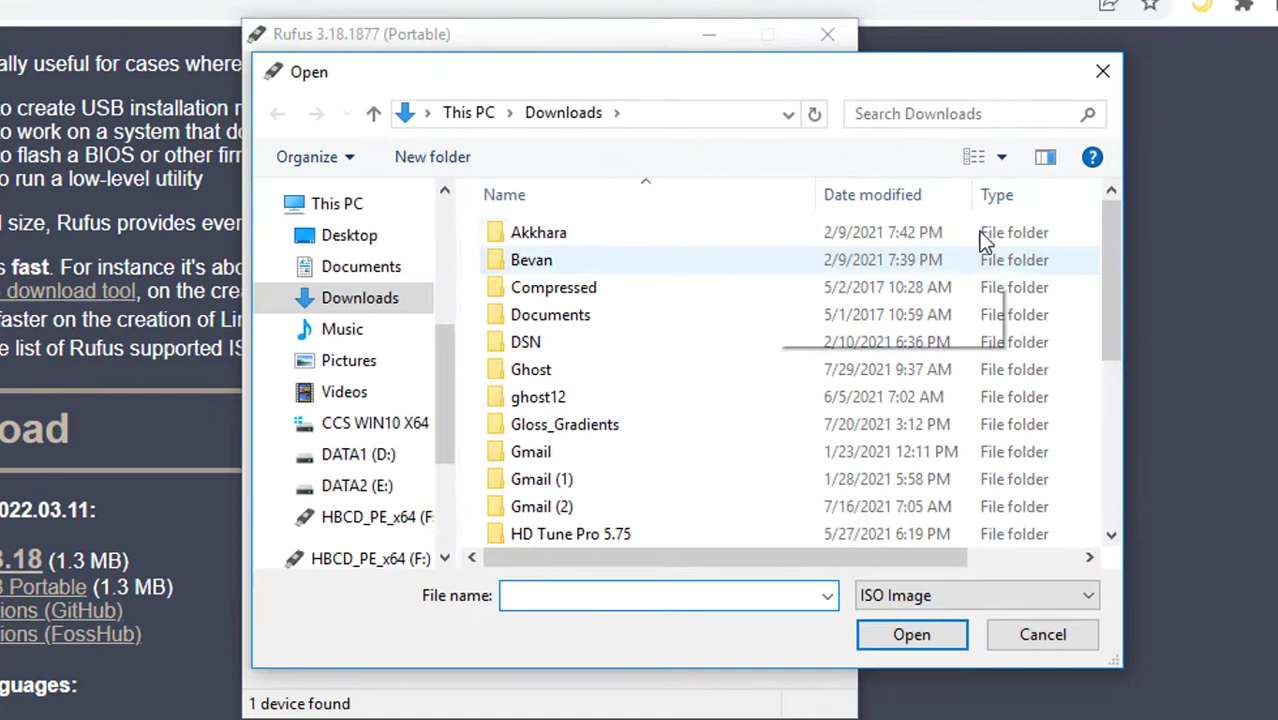 Rufus 3.18.1877 (Portable)
ally useful for cases where
to create USB installation
to work on a system that
to flash a BIOS or other
to run a low-level utility
size, Rufus provides
s fast. For instance it's
download tool, on the
faster on the creation of
e list of Rufus supported
oad
2022.03.11:
3.18 (1.3 MB)
Portable (1.3 MB)
ions (GitHub)
ions (FossHub)
nguages:
Open
This PC > Downloads >
Search Downloads
Organize
New folder
This PC
Desktop
Documents
Downloads
Music
Pictures
Videos
CCS WIN10 X64
DATA1 (D:)
DATA2 (E:)
HBCD_PE_x64 (F:
HBCD_PE_x64 (F:)
Name Date modified Type
Akkhara 2/9/2021 7:42 PM File folder
Bevan 2/9/2021 7:39 PM File folder
Compressed 5/2/2017 10:28 AM File folder
Documents 5/1/2017 10:59 AM File folder
DSN 2/10/2021 6:36 PM File folder
Ghost 7/29/2021 9:37 AM File folder
ghost12 6/5/2021 7:02 AM File folder
Gloss_Gradients 7/20/2021 3:12 PM File folder
Gmail 1/23/2021 12:11 PM File folder
Gmail (1) 1/28/2021 5:58 PM File folder
Gmail (2) 7/16/2021 7:05 AM File folder
HD Tune Pro 5.75 5/27/2021 6:19 PM File folder
File name:
ISO Image
Open
Cancel
1 device found